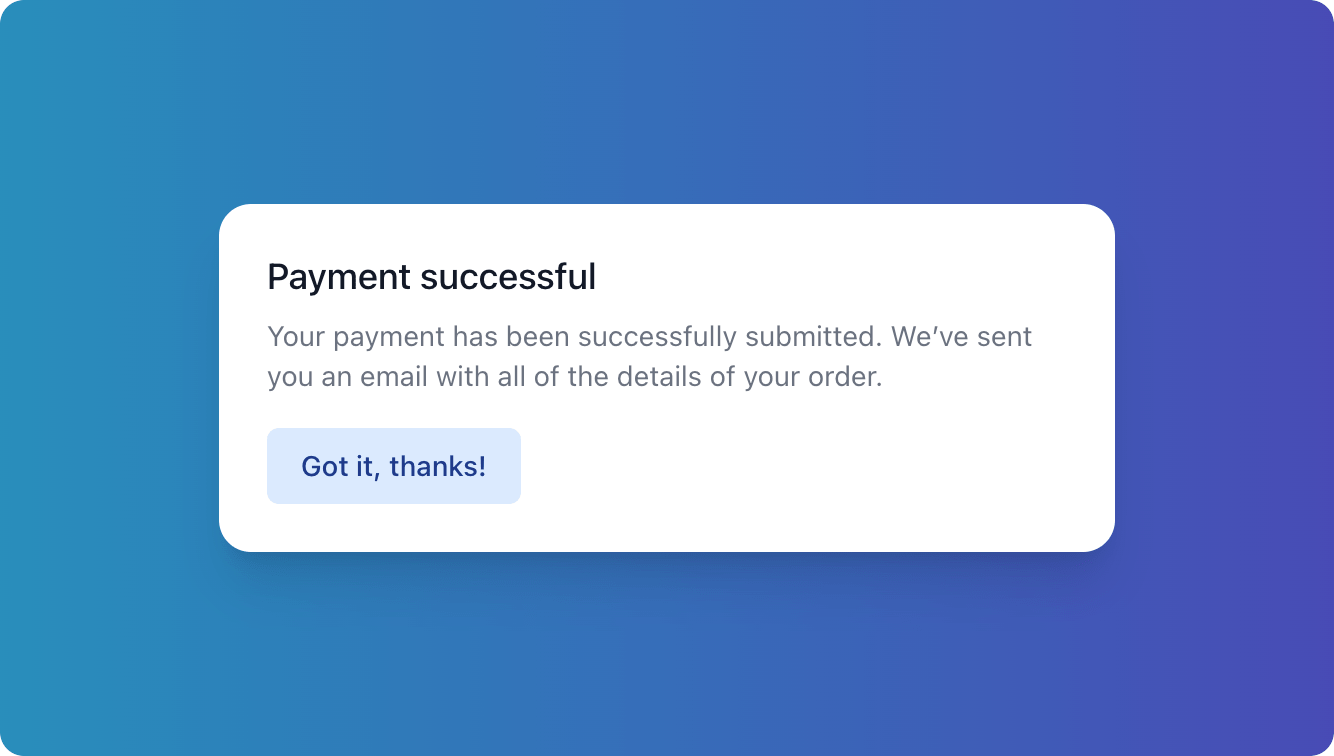 Payment successful
Your payment has been successfully submitted. We’ve sent
you an email with all of the details of your order.
Got it, thanks!